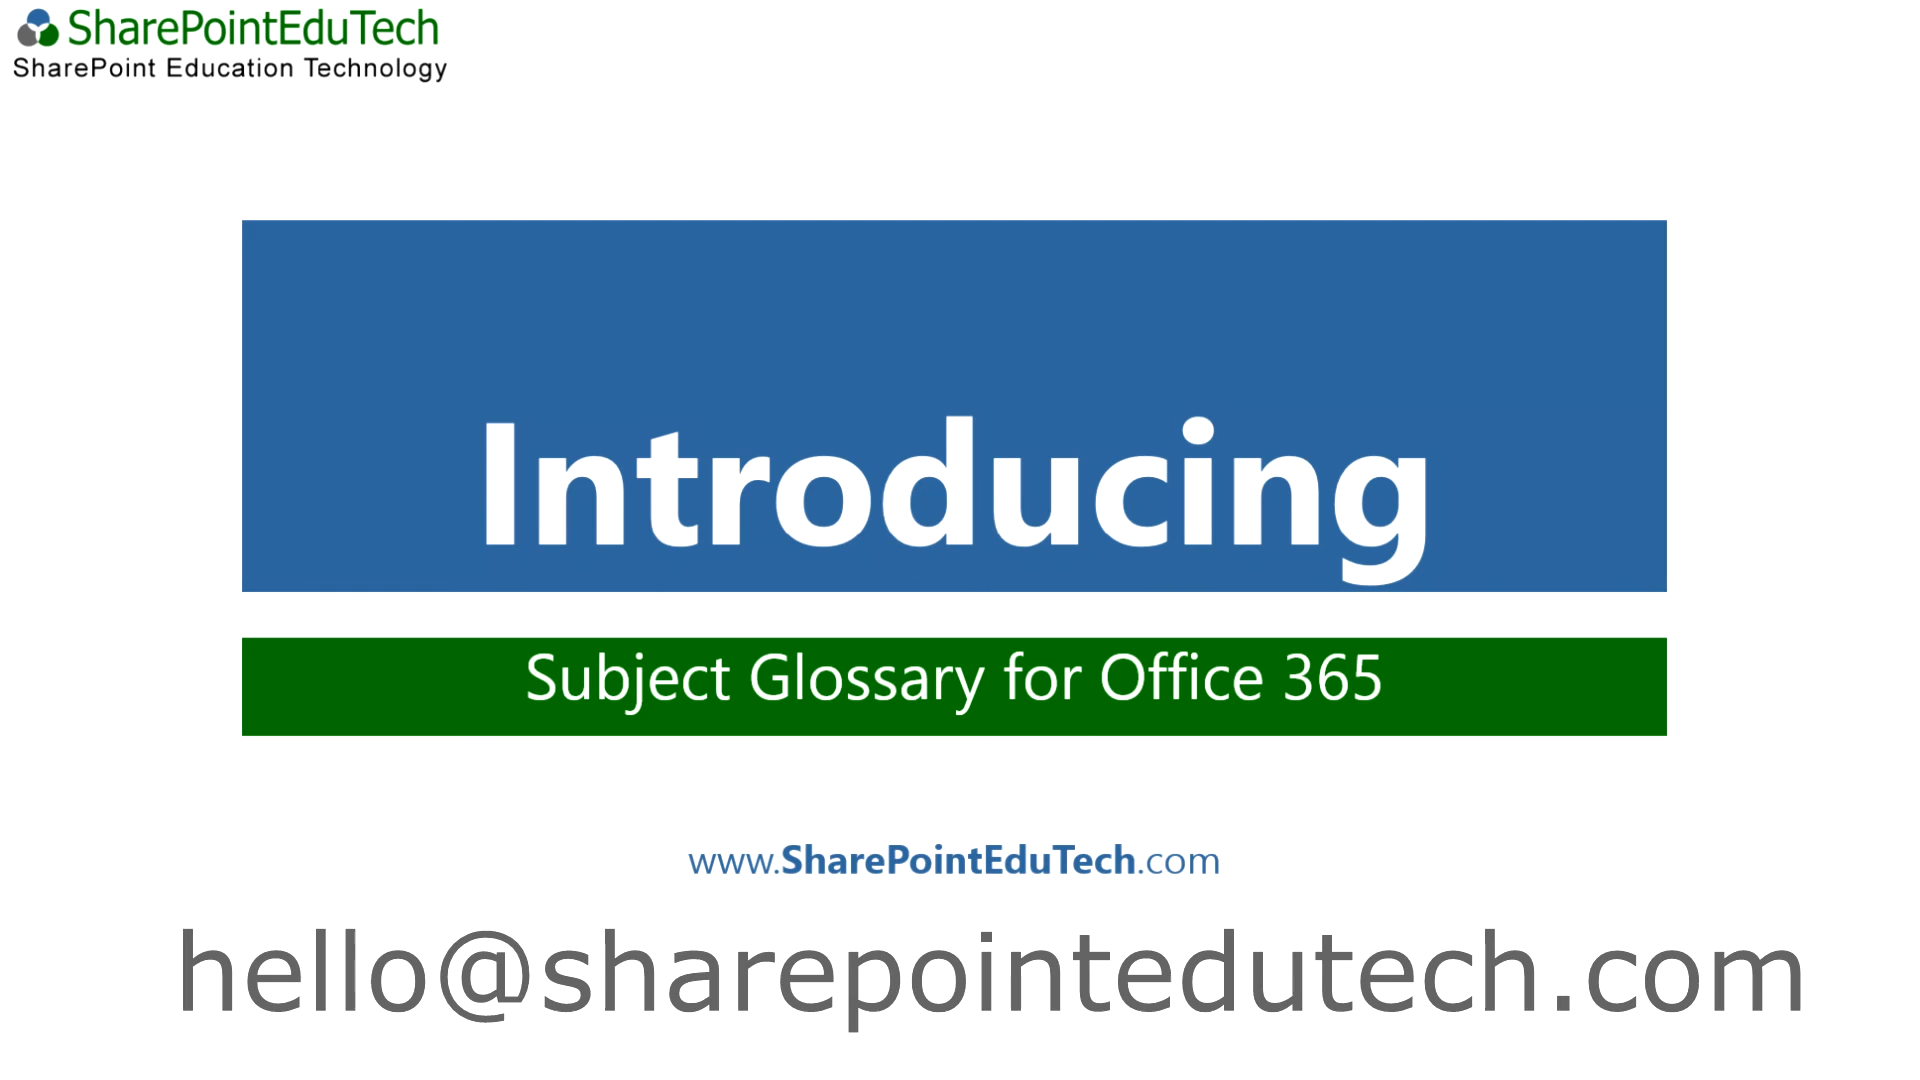 SharePointEduTech
SharePoint Education Technology
Introducing
Subject Glossary for Office 365
www.SharePointEduTech.com
hello@sharepointedutech.com